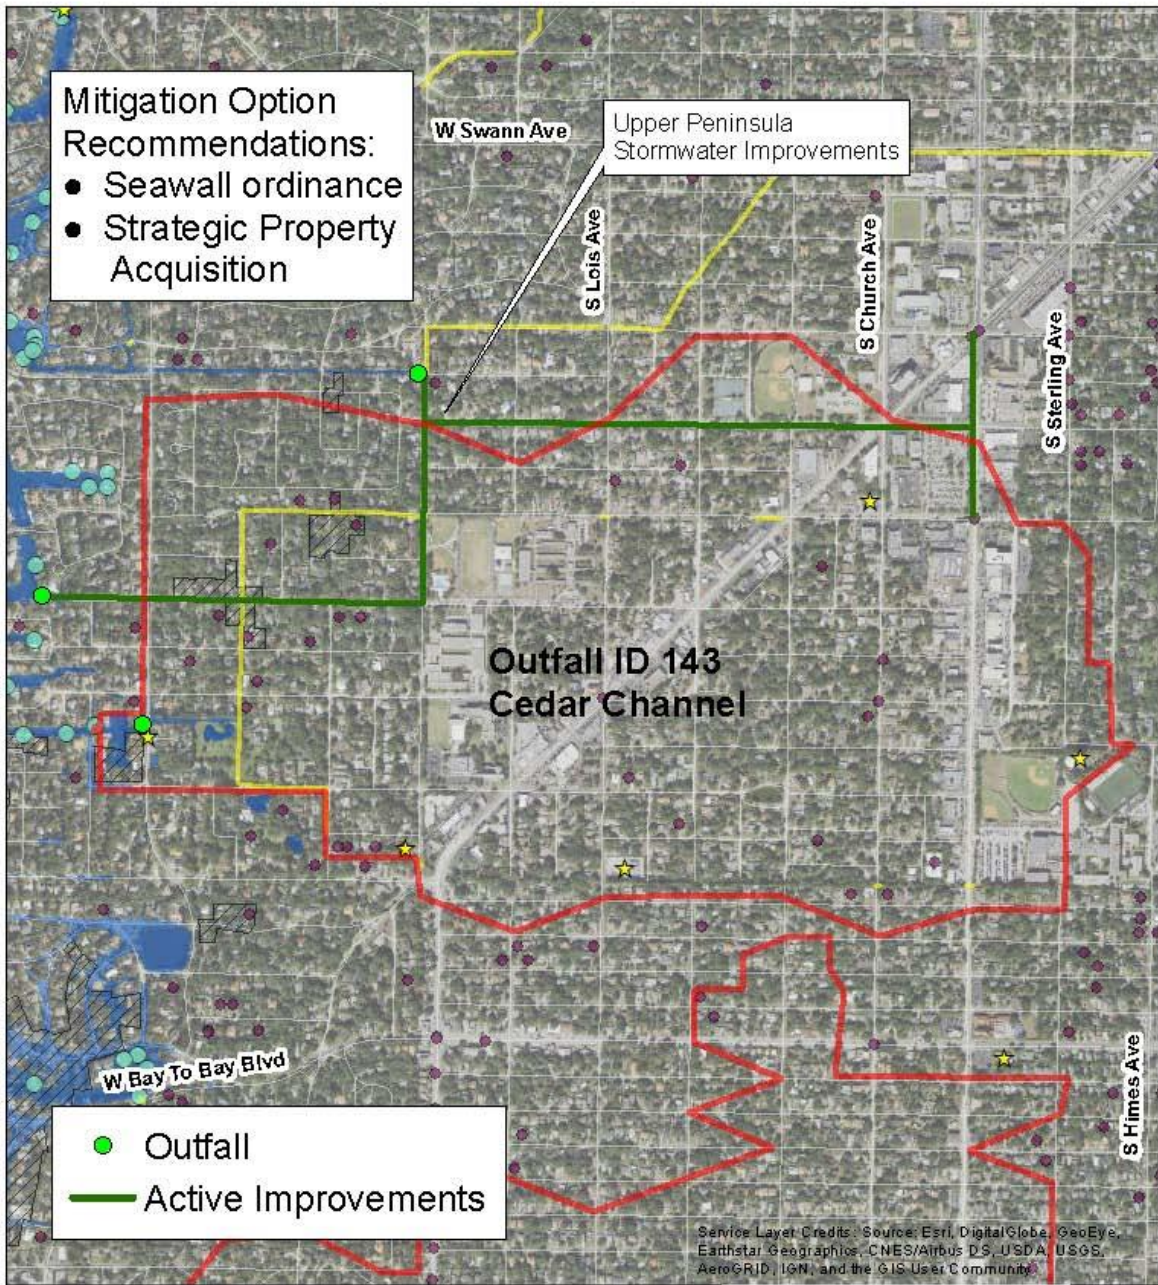 Mitigation Option
Recommendations:
● Seawall ordinance
● Strategic Property
Acquisition
W Swann Ave
Upper Peninsula
Stormwater Improvements
S Lois Ave
S Church Ave
S Sterling Ave
Outfall ID 143
Cedar Channel
W Bay To Bay Blvd
S Himes Ave
Outfall
Active Improvements
Service Layer Credits: Source: Esri, DigitalGlobe, GeoEye,
Earthstar Geographics, CNES/Airbus DS, USDA, USGS,
AeroGRID, IGN, and the GIS User Community